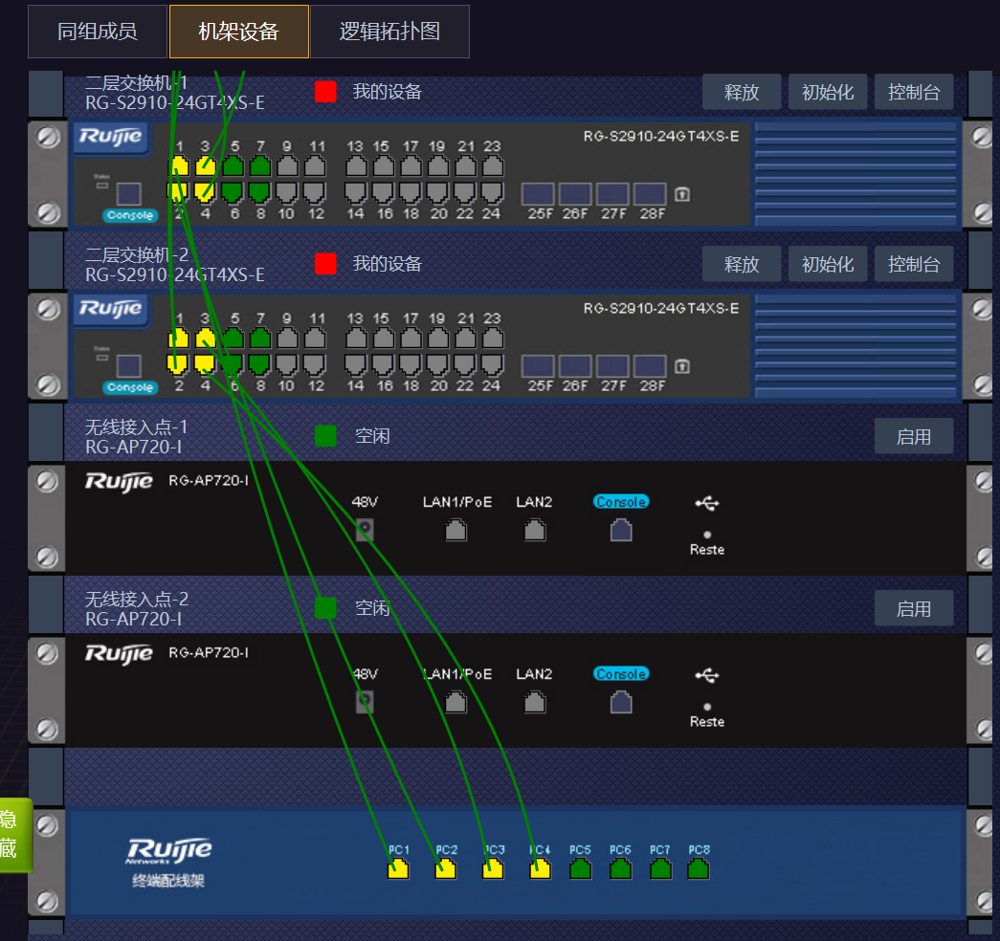 同组成员 机架设备 逻辑拓扑图
二层交换机-1
RG-S2910-24GT4XS-E
我的设备 释放 初始化 控制台
Ruijie RG-S2910-24GT4XS-E
1 3 5 7 9 11 13 15 17 19 21 23
Console
2 4 6 8 10 12 14 16 18 20 22 24 25F 26F 27F 28F
二层交换机-2
RG-S2910-24GT4XS-E
我的设备 释放 初始化 控制台
Ruijie RG-S2910-24GT4XS-E
1 3 5 7 9 11 13 15 17 19 21 23
Console
2 4 6 8 10 12 14 16 18 20 22 24 25F 26F 27F 28F
无线接入点-1
RG-AP720-I
空闲 启用
Ruijie RG-AP720-I
48V LAN1/PoE LAN2 Console
Reste
无线接入点-2
RG-AP720-I
空闲 启用
Ruijie RG-AP720-I
48V LAN1/PoE LAN2 Console
Reste
隐
藏
Ruijie
Networks
终端配线架
PC1 PC2 PC3 PC4 PC5 PC6 PC7 PC8